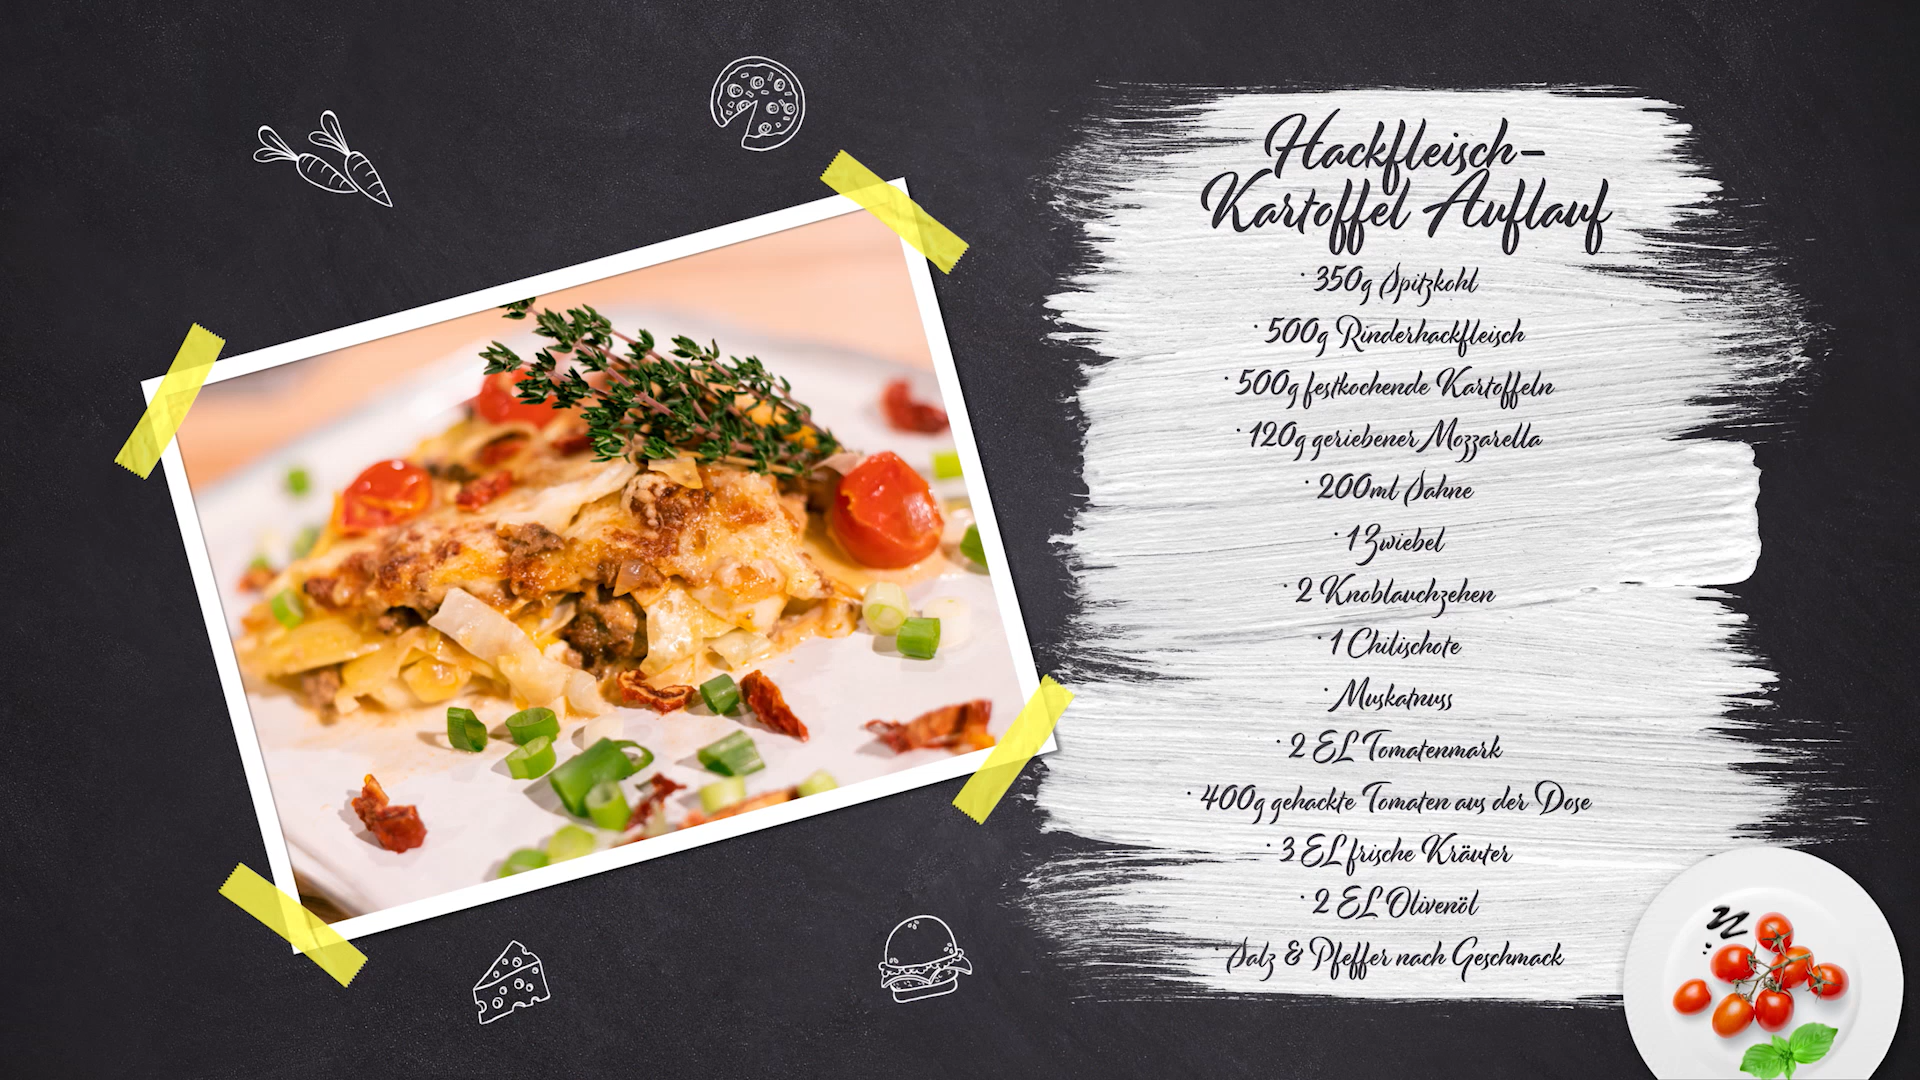 Hackfleisch-
Kartoffel Auflauf
· 350g Spitzkohl
· 500g Rinderhackfleisch
· 500g festkochende Kartoffeln
· 120g geriebener Mozzarella
· 200ml Sahne
· 1 Zwiebel
· 2 Knoblauchzehen
· 1 Chilischote
· Muskatnuss
· 2 EL Tomatenmark
· 400g gehackte Tomaten aus der Dose
· 3 EL frische Kräuter
· 2 EL Olivenöl
· Salz & Pfeffer nach Geschmack